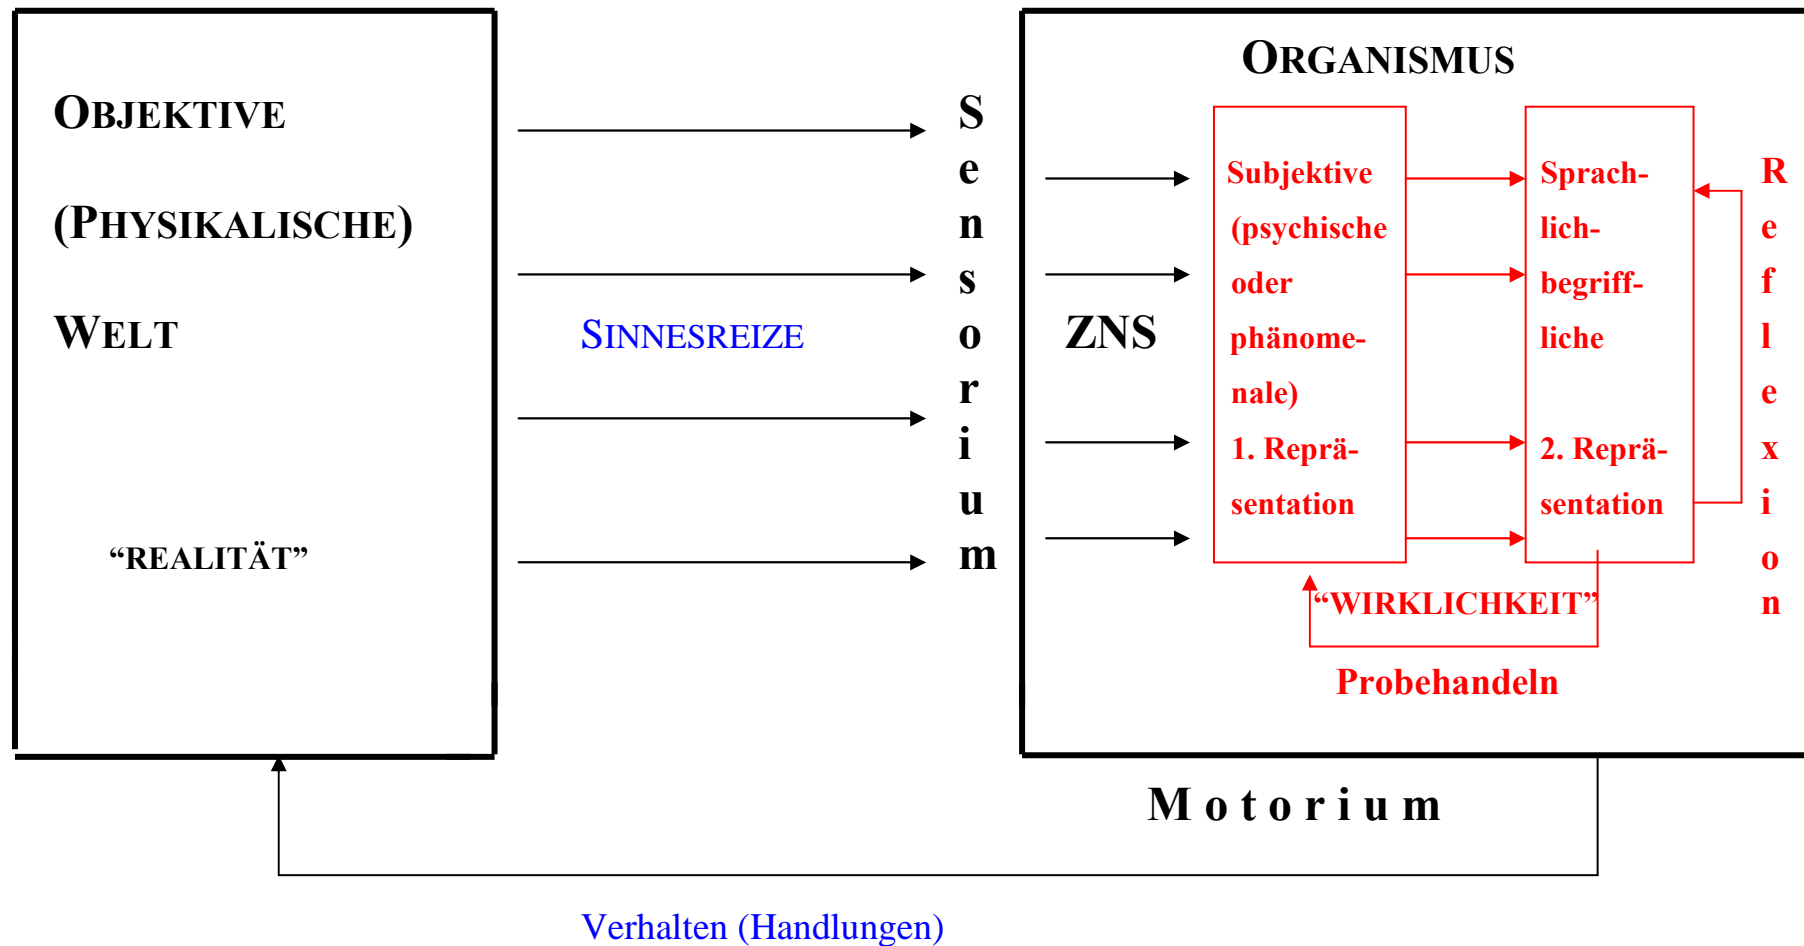 OBJEKTIVE
(PHYSIKALISCHE)
WELT
“REALITÄT”
SINNESREIZE
Sensorium
ORGANISMUS
ZNS
Subjektive
(psychische
oder
phänome-
nale)
1. Reprä-
sentation
Sprach-
lich-
begriff-
liche
2. Reprä-
sentation
Reflexion
“WIRKLICHKEIT”
Probehandeln
Motorium
Verhalten (Handlungen)